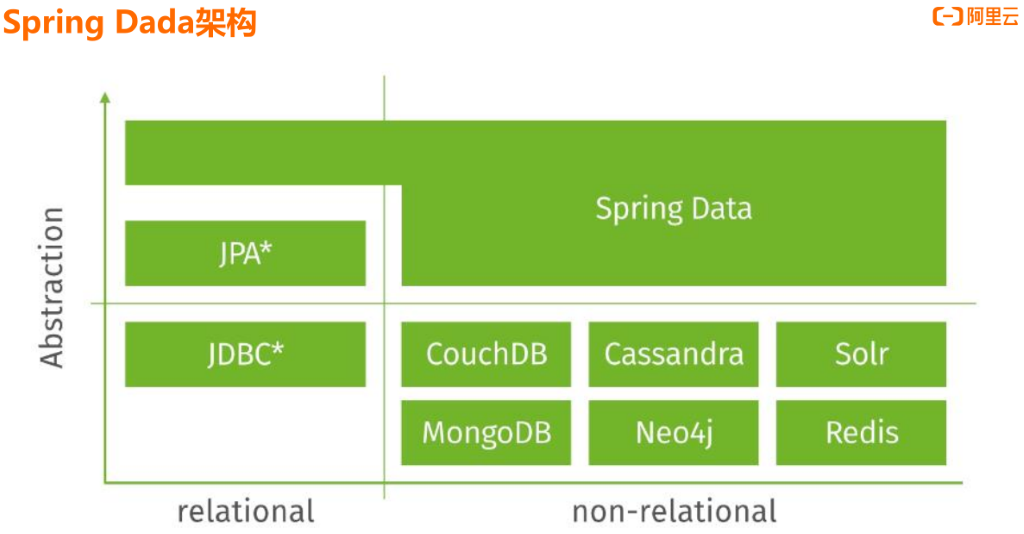 Spring Dada架构
阿里云
Abstraction
Spring Data
JPA*
JDBC*
CouchDB
Cassandra
Solr
MongoDB
Neo4j
Redis
relational
non-relational